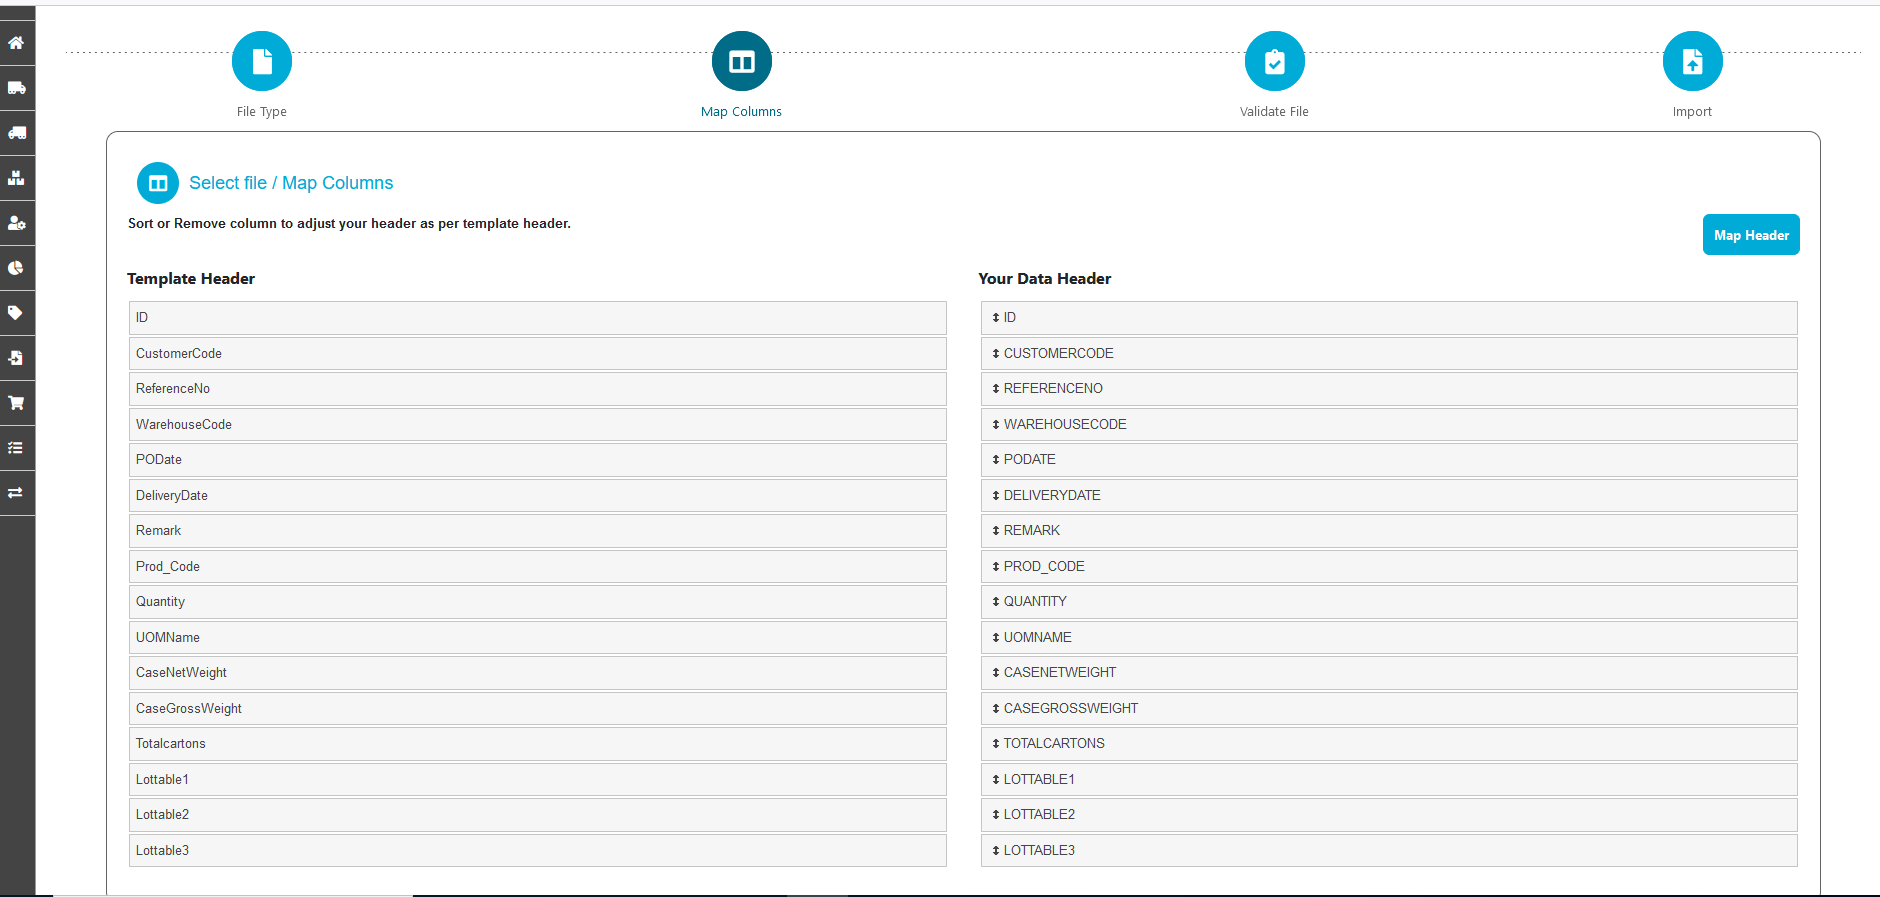 File Type
Map Columns
Validate File
Import
Select file / Map Columns
Sort or Remove column to adjust your header as per template header.
Map Header
Template Header
Your Data Header
ID
ID
CustomerCode
CUSTOMERCODE
ReferenceNo
REFERENCENO
WarehouseCode
WAREHOUSECODE
PODate
PODATE
DeliveryDate
DELIVERYDATE
Remark
REMARK
Prod_Code
PROD_CODE
Quantity
QUANTITY
UOMName
UOMNAME
CaseNetWeight
CASENETWEIGHT
CaseGrossWeight
CASEGROSSWEIGHT
Totalcartons
TOTALCARTONS
Lottable1
LOTTABLE1
Lottable2
LOTTABLE2
Lottable3
LOTTABLE3